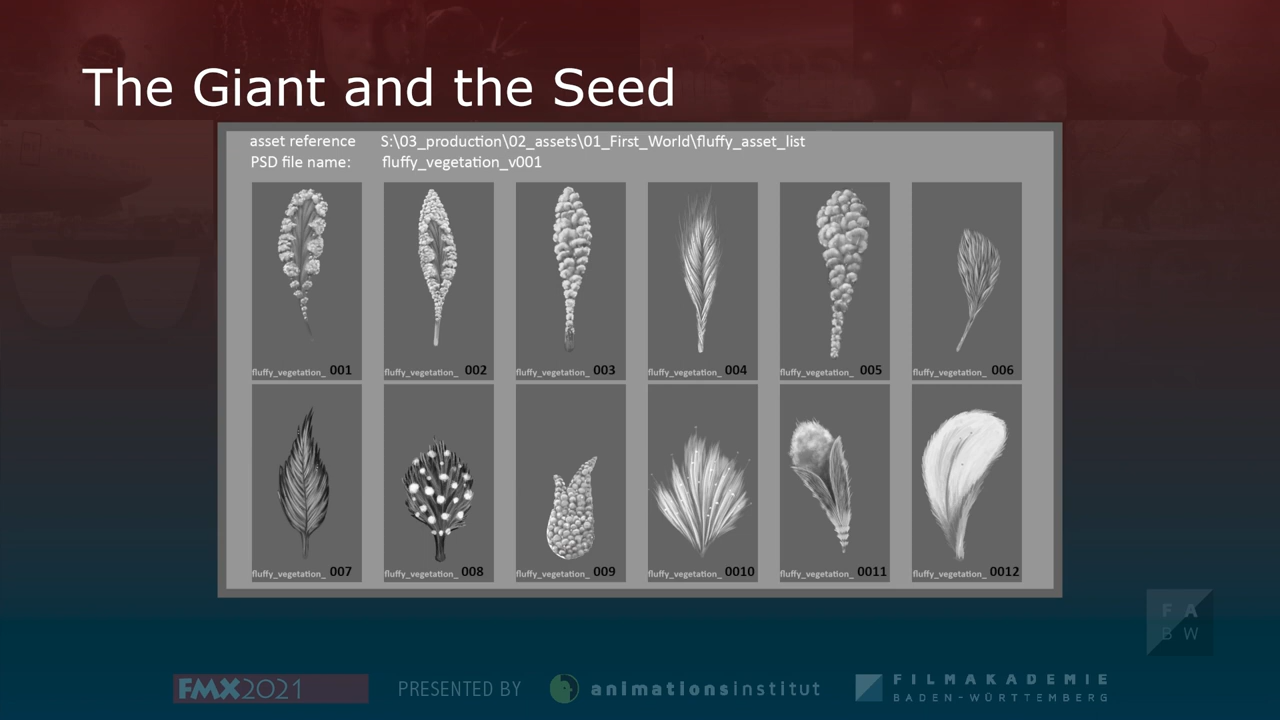 The Giant and the Seed
asset reference S:\03_production\02_assets\01_First_World\fluffy_asset_list
PSD file name: fluffy_vegetation_v001
fluffy_vegetation_ 001
fluffy_vegetation_ 002
fluffy_vegetation_ 003
fluffy_vegetation_ 004
fluffy_vegetation_ 005
fluffy_vegetation_ 006
fluffy_vegetation_ 007
fluffy_vegetation_ 008
fluffy_vegetation_ 009
fluffy_vegetation_ 0010
fluffy_vegetation_ 0011
fluffy_vegetation_ 0012
FA
BW
FMX2021 PRESENTED BY animationsinstitut FILMAKADEMIE
BADEN-WÜRTTEMBERG